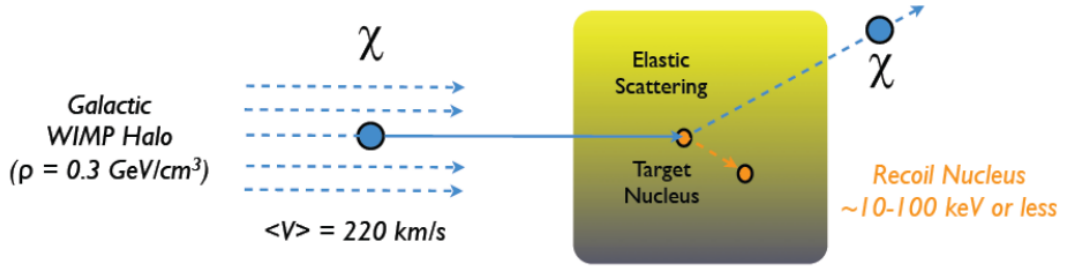 χ
Galactic
WIMP Halo
(ρ = 0.3 GeV/cm³)
<V> = 220 km/s
Elastic
Scattering
Target
Nucleus
χ
Recoil Nucleus
~10-100 keV or less